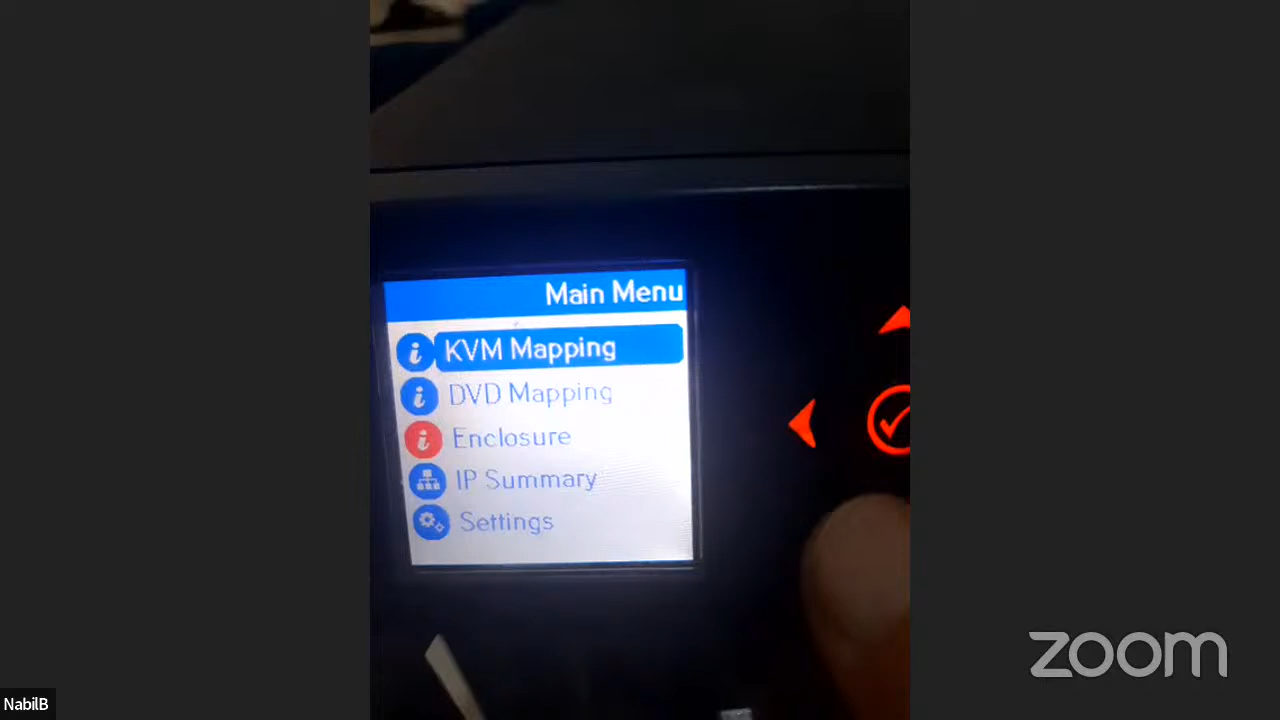 Main Menu
KVM Mapping
DVD Mapping
Enclosure
IP Summary
Settings
zoom
NabilB